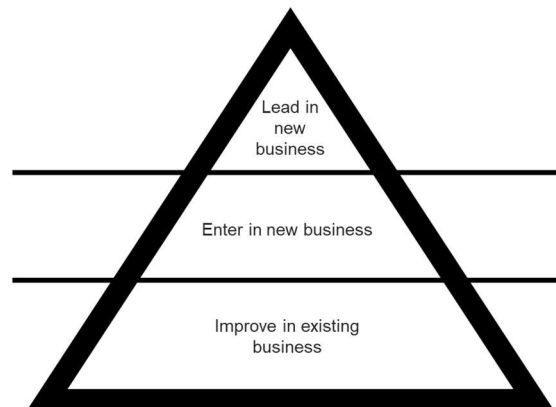 Lead in
new
business
Enter in new business
Improve in existing
business